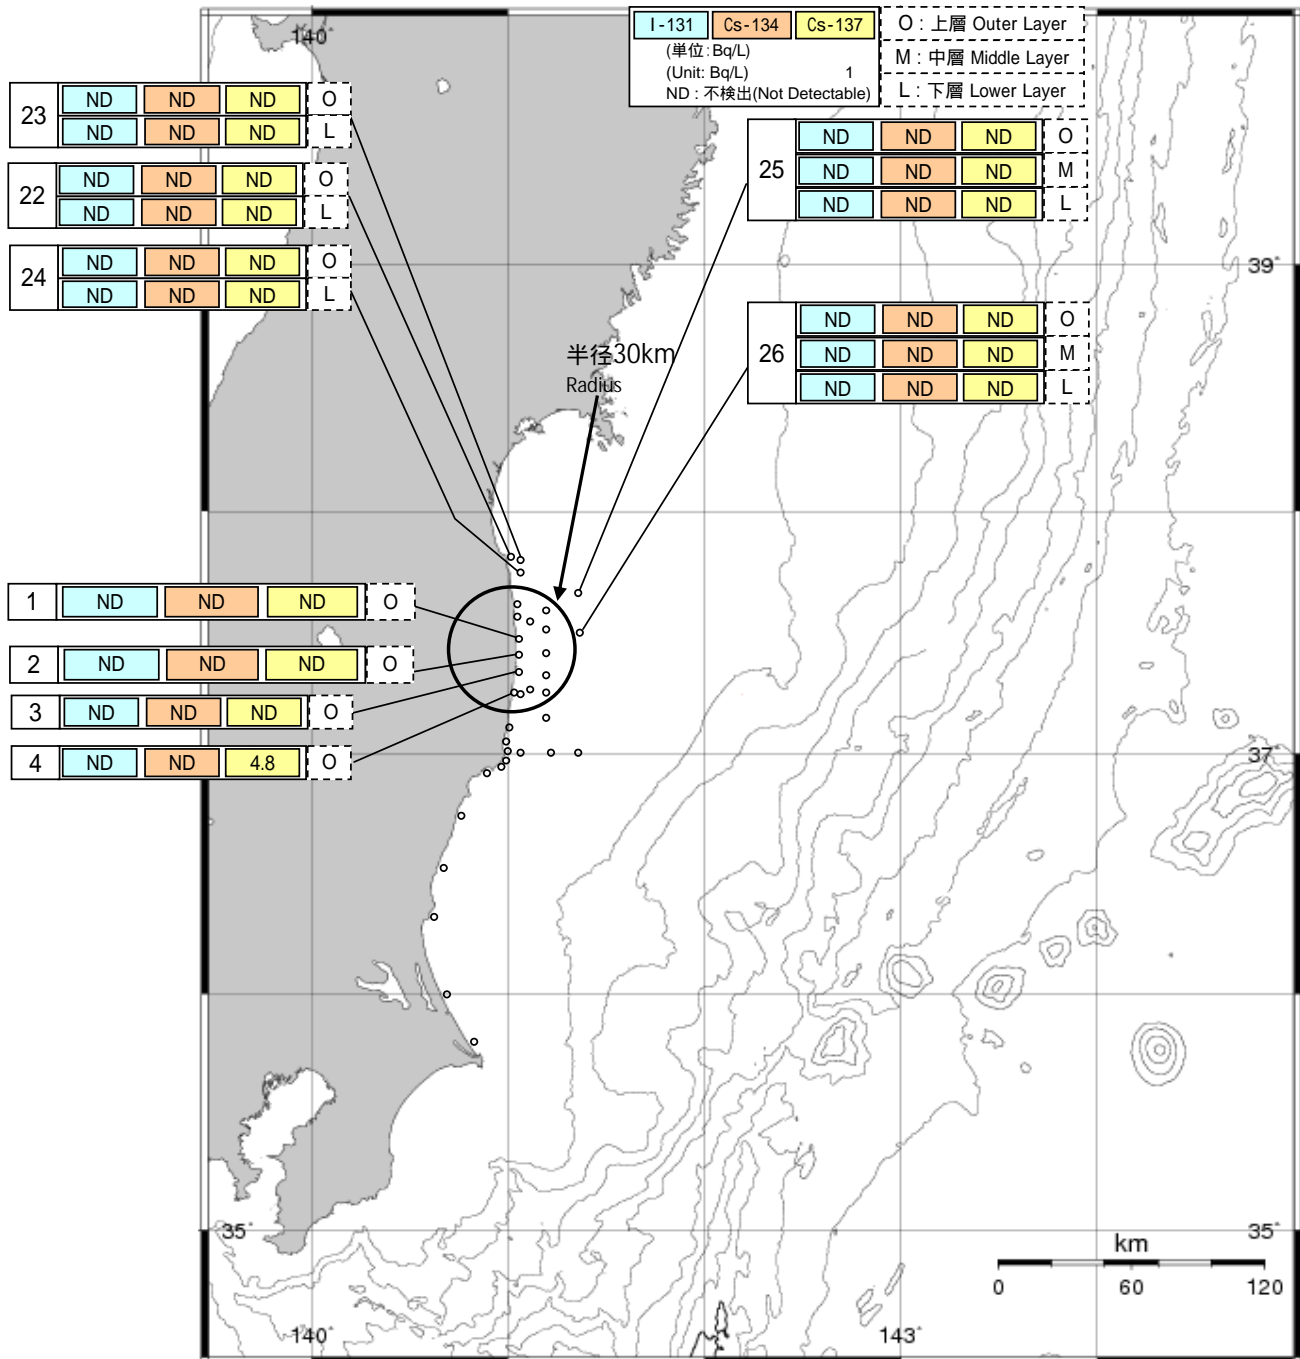 140°
I-131 Cs-134 Cs-137
(単位: Bq/L)
(Unit: Bq/L) 1
ND : 不検出(Not Detectable)
O : 上層 Outer Layer
M : 中層 Middle Layer
L : 下層 Lower Layer
23
ND ND ND O
ND ND ND L
22
ND ND ND O
ND ND ND L
24
ND ND ND O
ND ND ND L
25
ND ND ND O
ND ND ND M
ND ND ND L
39°
26
ND ND ND O
ND ND ND M
ND ND ND L
半径30km
Radius
1 ND ND ND O
2 ND ND ND O
3 ND ND ND O
4 ND ND 4.8 O
37°
35°
35°
km
0 60 120
140°
143°